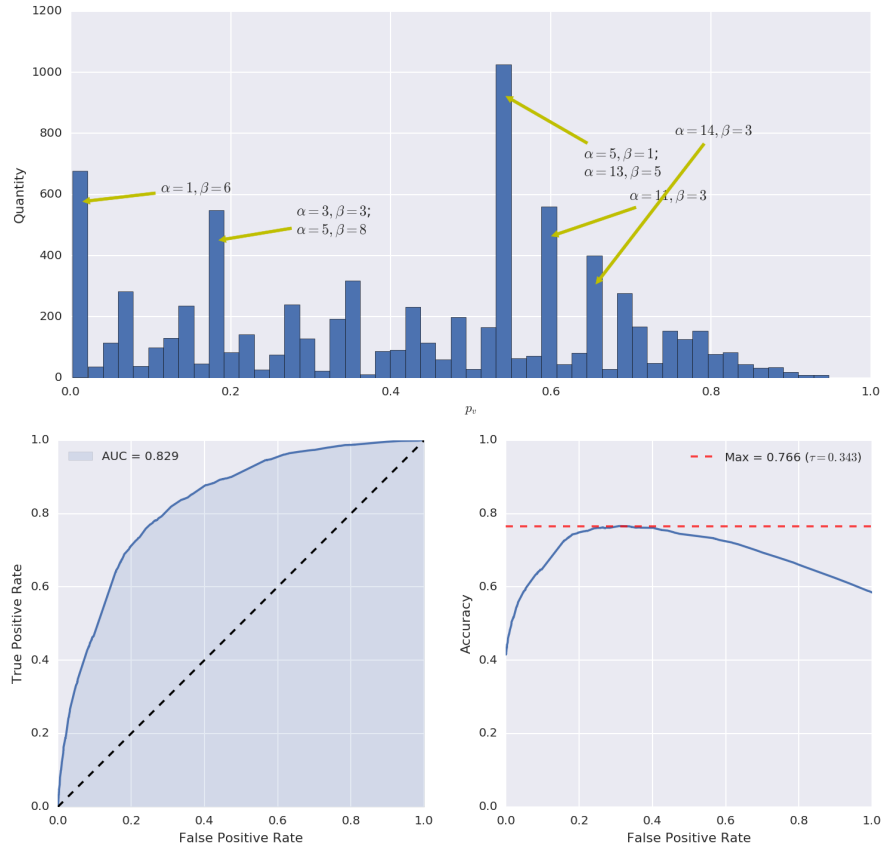 1200
1000
800
600
400
200
0
Quantity
α=14, β=3
α=5, β=1;
α=13, β=5
α=1, β=6
α=11, β=3
α=3, β=3;
α=5, β=8
0.0 0.2 0.4 0.6 0.8 1.0
p_v
1.0
0.8
0.6
0.4
0.2
0.0
True Positive Rate
AUC = 0.829
0.0 0.2 0.4 0.6 0.8 1.0
False Positive Rate
1.0
0.8
0.6
0.4
0.2
0.0
Accuracy
Max = 0.766 (τ=0.343)
0.0 0.2 0.4 0.6 0.8 1.0
False Positive Rate